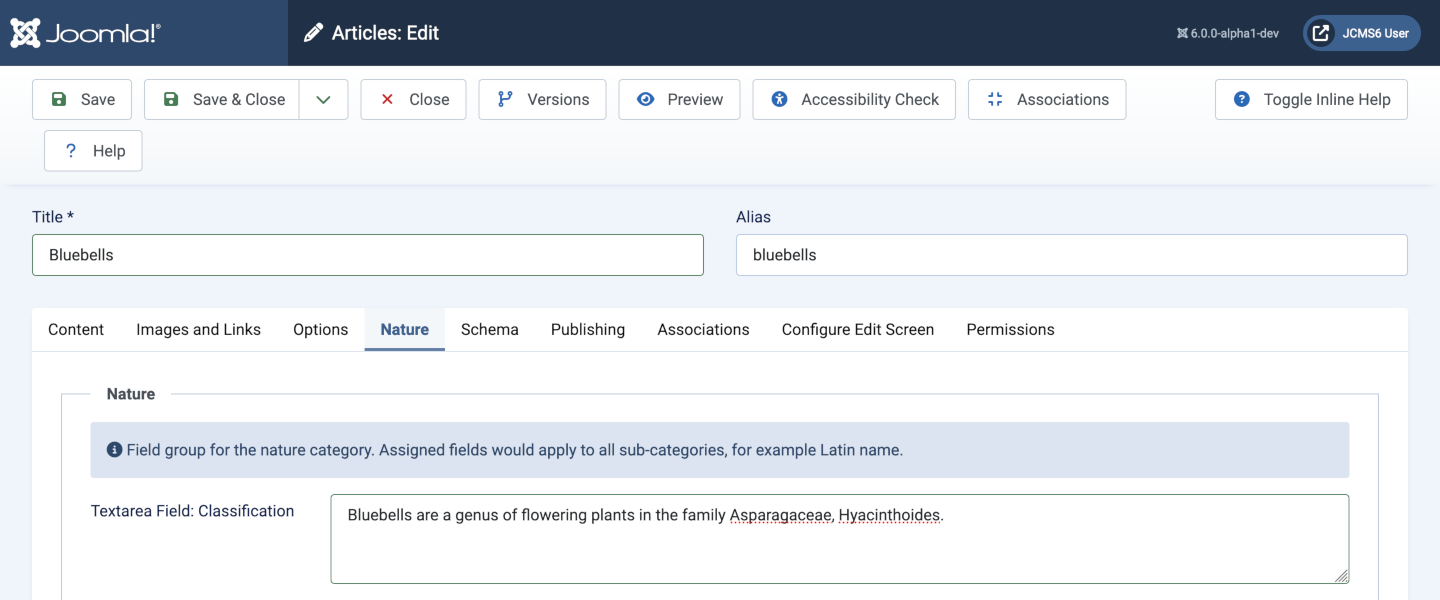 Joomla!®
Articles: Edit
6.0.0-alpha1-dev
JCMS6 User
Save
Save & Close
Close
Versions
Preview
Accessibility Check
Associations
Toggle Inline Help
? Help
Title *
Alias
Bluebells
bluebells
Content Images and Links Options Nature Schema Publishing Associations Configure Edit Screen Permissions
Nature
Field group for the nature category. Assigned fields would apply to all sub-categories, for example Latin name.
Textarea Field: Classification
Bluebells are a genus of flowering plants in the family Asparagaceae, Hyacinthoides.